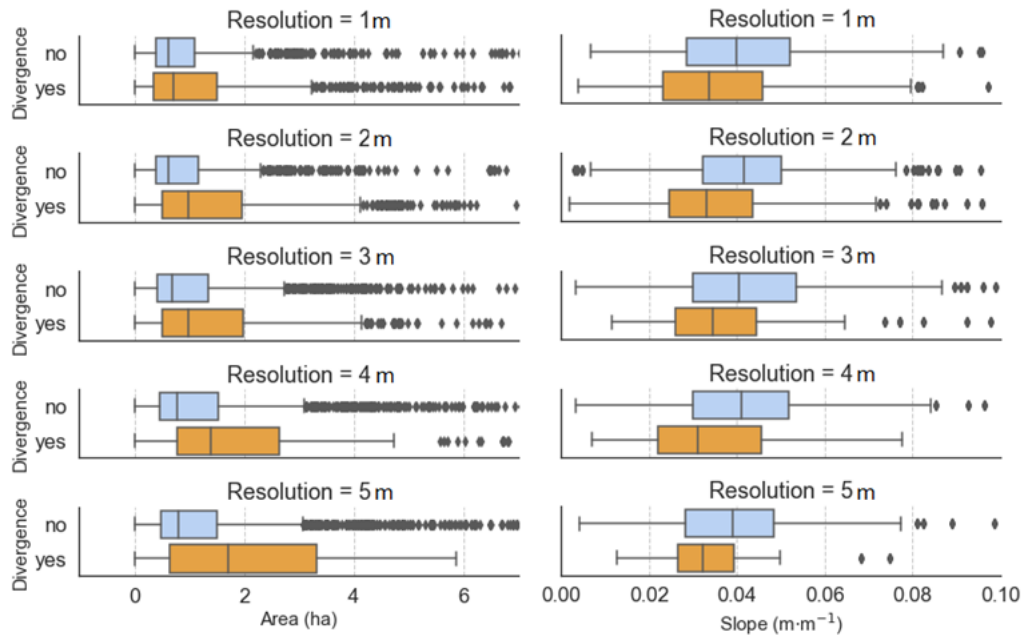 Resolution = 1 m
Divergence
no
yes
Resolution = 1 m
Resolution = 2 m
Divergence
no
yes
Resolution = 2 m
Resolution = 3 m
Divergence
no
yes
Resolution = 3 m
Resolution = 4 m
Divergence
no
yes
Resolution = 4 m
Resolution = 5 m
Divergence
no
yes
Resolution = 5 m
0 2 4 6
Area (ha)
0.00 0.02 0.04 0.06 0.08 0.10
Slope (m·m⁻¹)